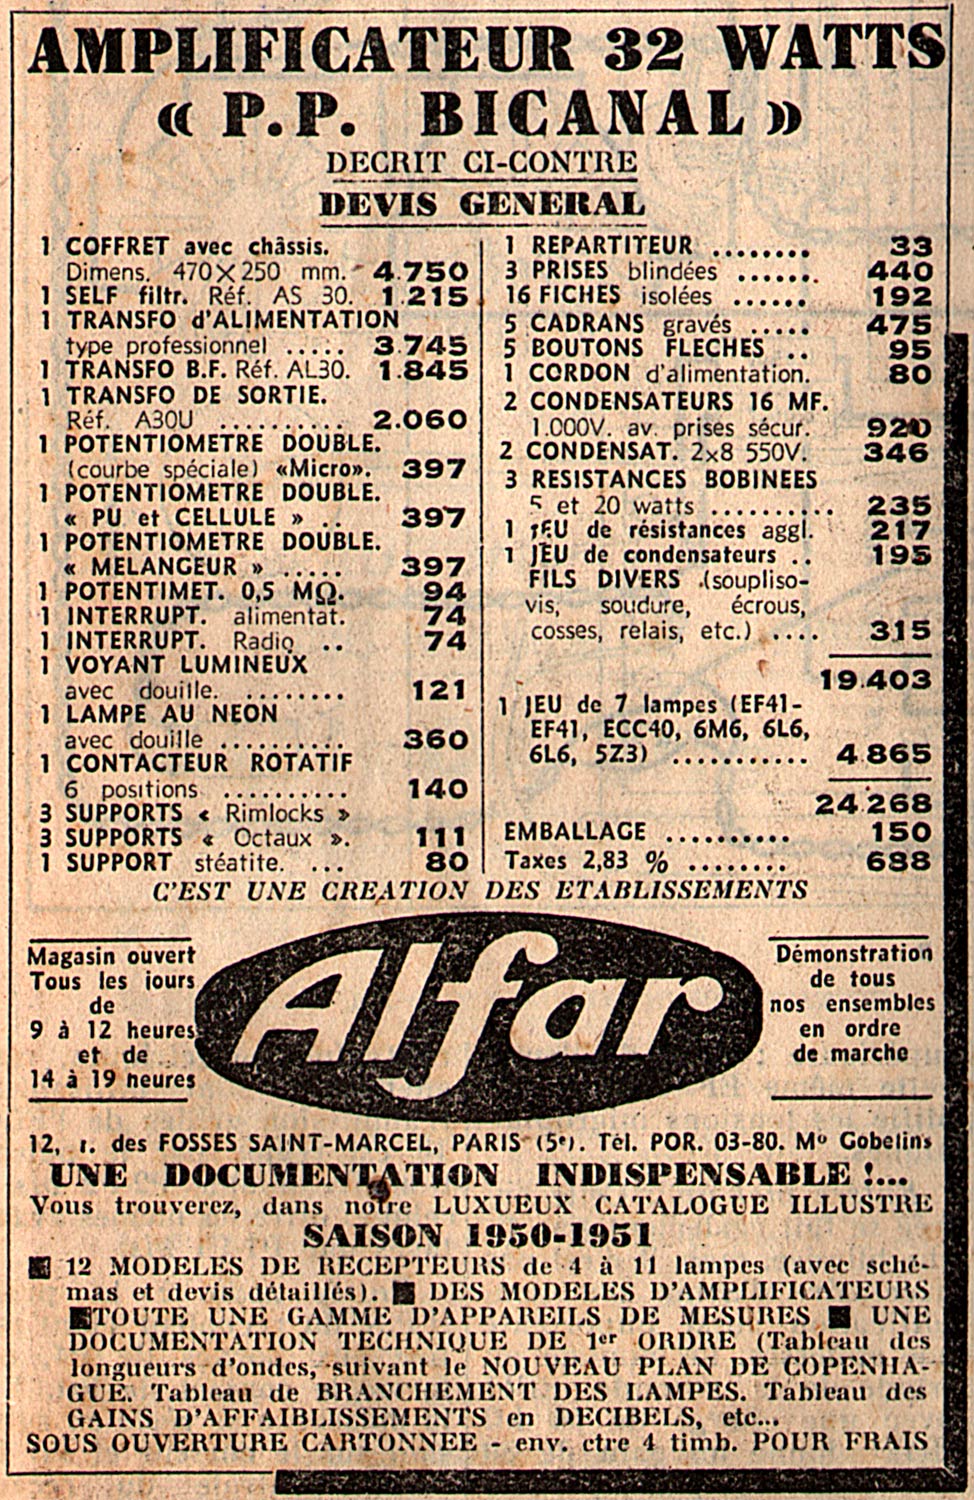 AMPLIFICATEUR 32 WATTS
« P.P. BICANAL »
DECRIT CI-CONTRE
DEVIS GENERAL
1 COFFRET avec châssis.
Dimens. 470×250 mm. 4.750
1 SELF filtr. Réf. AS 30. 1.215
1 TRANSFO d'ALIMENTATION
type professionnel ..... 3.745
1 TRANSFO B.F. Réf. AL30. 1.845
1 TRANSFO DE SORTIE.
Réf. A30U .......... 2.060
1 POTENTIOMETRE DOUBLE.
(courbe spéciale) «Micro». 397
1 POTENTIOMETRE DOUBLE.
« PU et CELLULE » .. 397
1 POTENTIOMETRE DOUBLE.
« MELANGEUR » ..... 397
1 POTENTIMET. 0,5 MΩ. 94
1 INTERRUPT. alimentat. 74
1 INTERRUPT. Radio .. 74
1 VOYANT LUMINEUX
avec douille. ........ 121
1 LAMPE AU NEON
avec douille .......... 360
1 CONTACTEUR ROTATIF
6 positions .......... 140
3 SUPPORTS « Rimlocks »
3 SUPPORTS « Octaux ». 111
1 SUPPORT stéatite. ... 80
1 REPARTITEUR ........ 33
3 PRISES blindées ...... 440
16 FICHES isolées ...... 192
5 CADRANS gravés ..... 475
5 BOUTONS FLECHES .. 95
1 CORDON d'alimentation. 80
2 CONDENSATEURS 16 MF.
1.000V. av. prises sécur. 920
2 CONDENSAT. 2×8 550V. 346
3 RESISTANCES BOBINEES
5 et 20 watts .......... 235
1 JEU de résistances aggl. 217
1 JEU de condensateurs .. 195
FILS DIVERS (soupliso-
vis, soudure, écrous,
cosses, relais, etc.) .... 315
19.403
1 JEU de 7 lampes (EF41-
EF41, ECC40, 6M6, 6L6,
6L6, 5Z3) ........... 4.865
24.268
EMBALLAGE .......... 150
Taxes 2,83 % ........ 688
C'EST UNE CREATION DES ETABLISSEMENTS
Magasin ouvert
Tous les jours
de
9 à 12 heures
et de
14 à 19 heures
Alfar
Démonstration
de tous
nos ensembles
en ordre
de marche
12, r. des FOSSES SAINT-MARCEL, PARIS (5e). Tél. POR. 03-80. Mo Gobelins
UNE DOCUMENTATION INDISPENSABLE !...
Vous trouverez, dans notre LUXUEUX CATALOGUE ILLUSTRE
SAISON 1950-1951
■ 12 MODELES DE RECEPTEURS de 4 à 11 lampes (avec sché-
mas et devis détaillés). ■ DES MODELES D'AMPLIFICATEURS
■ TOUTE UNE GAMME D'APPAREILS DE MESURES ■ UNE
DOCUMENTATION TECHNIQUE DE 1er ORDRE (Tableau des
longueurs d'ondes, suivant le NOUVEAU PLAN DE COPENHA-
GUE. Tableau de BRANCHEMENT DES LAMPES. Tableau des
GAINS D'AFFAIBLISSEMENTS en DECIBELS, etc...
SOUS OUVERTURE CARTONNEE - env. ctre 4 timb. POUR FRAIS